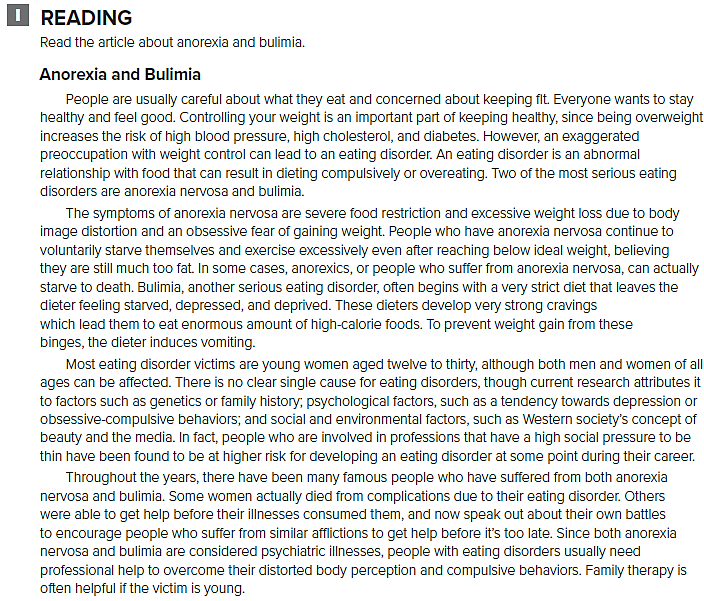 I READING
Read the article about anorexia and bulimia.
Anorexia and Bulimia
People are usually careful about what they eat and concerned about keeping fit. Everyone wants to stay
healthy and feel good. Controlling your weight is an important part of keeping healthy, since being overweight
increases the risk of high blood pressure, high cholesterol, and diabetes. However, an exaggerated
preoccupation with weight control can lead to an eating disorder. An eating disorder is an abnormal
relationship with food that can result in dieting compulsively or overeating. Two of the most serious eating
disorders are anorexia nervosa and bulimia.
The symptoms of anorexia nervosa are severe food restriction and excessive weight loss due to body
image distortion and an obsessive fear of gaining weight. People who have anorexia nervosa continue to
voluntarily starve themselves and exercise excessively even after reaching below ideal weight, believing
they are still much too fat. In some cases, anorexics, or people who suffer from anorexia nervosa, can actually
starve to death. Bulimia, another serious eating disorder, often begins with a very strict diet that leaves the
dieter feeling starved, depressed, and deprived. These dieters develop very strong cravings
which lead them to eat enormous amount of high-calorie foods. To prevent weight gain from these
binges, the dieter induces vomiting.
Most eating disorder victims are young women aged twelve to thirty, although both men and women of all
ages can be affected. There is no clear single cause for eating disorders, though current research attributes it
to factors such as genetics or family history; psychological factors, such as a tendency towards depression or
obsessive-compulsive behaviors; and social and environmental factors, such as Western society's concept of
beauty and the media. In fact, people who are involved in professions that have a high social pressure to be
thin have been found to be at higher risk for developing an eating disorder at some point during their career.
Throughout the years, there have been many famous people who have suffered from both anorexia
nervosa and bulimia. Some women actually died from complications due to their eating disorder. Others
were able to get help before their illnesses consumed them, and now speak out about their own battles
to encourage people who suffer from similar afflictions to get help before it's too late. Since both anorexia
nervosa and bulimia are considered psychiatric illnesses, people with eating disorders usually need
professional help to overcome their distorted body perception and compulsive behaviors. Family therapy is
often helpful if the victim is young.